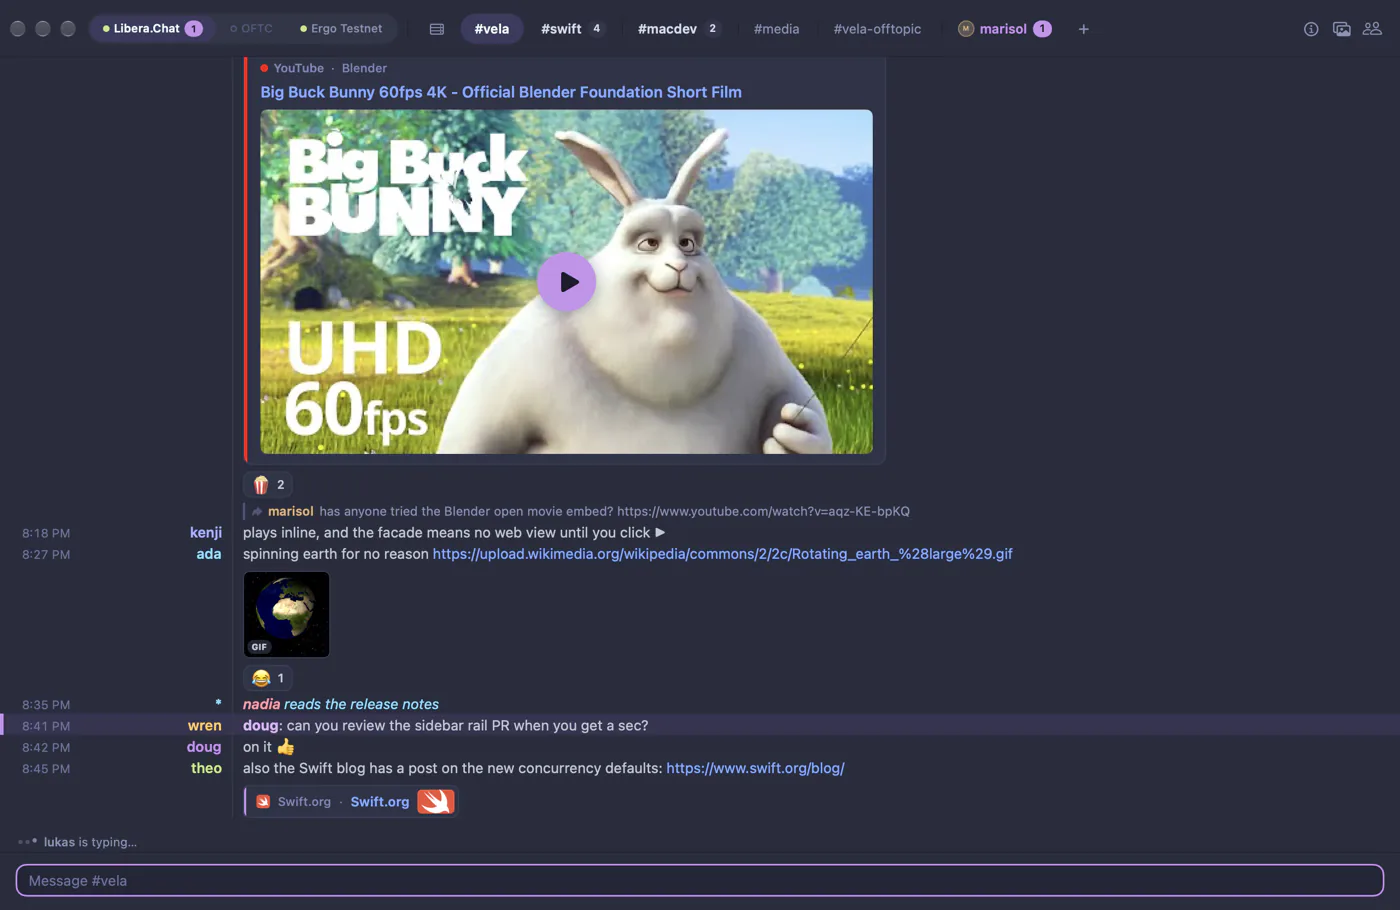 Libera.Chat 1 OFTC Ergo Testnet #vela #swift 4 #macdev 2 #media #vela-offtopic M marisol 1 +
YouTube · Blender
Big Buck Bunny 60fps 4K - Official Blender Foundation Short Film
Big Buck
BUNNY
UHD
60fps
🍿 2
marisol has anyone tried the Blender open movie embed? https://www.youtube.com/watch?v=aqz-KE-bpKQ
8:18 PM kenji plays inline, and the facade means no web view until you click ▶
8:27 PM ada spinning earth for no reason https://upload.wikimedia.org/wikipedia/commons/2/2c/Rotating_earth_%28large%29.gif
GIF
😂 1
8:35 PM * nadia reads the release notes
8:41 PM wren doug: can you review the sidebar rail PR when you get a sec?
8:42 PM doug on it 👍
8:45 PM theo also the Swift blog has a post on the new concurrency defaults: https://www.swift.org/blog/
Swift.org · Swift.org
lukas is typing...
Message #vela